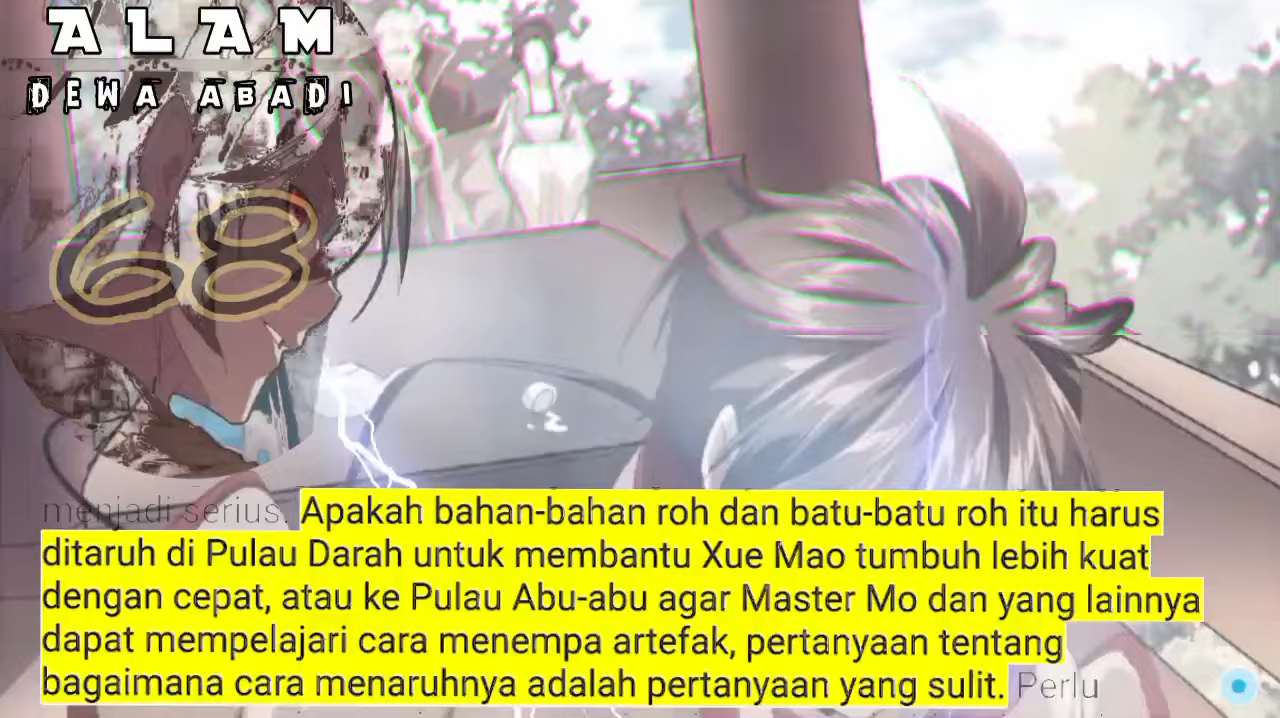 ALAM
DEWA ABADI
68
menjadi serius. Apakah bahan-bahan roh dan batu-batu roh itu harus
ditaruh di Pulau Darah untuk membantu Xue Mao tumbuh lebih kuat
dengan cepat, atau ke Pulau Abu-abu agar Master Mo dan yang lainnya
dapat mempelajari cara menempa artefak, pertanyaan tentang
bagaimana cara menaruhnya adalah pertanyaan yang sulit. Perlu